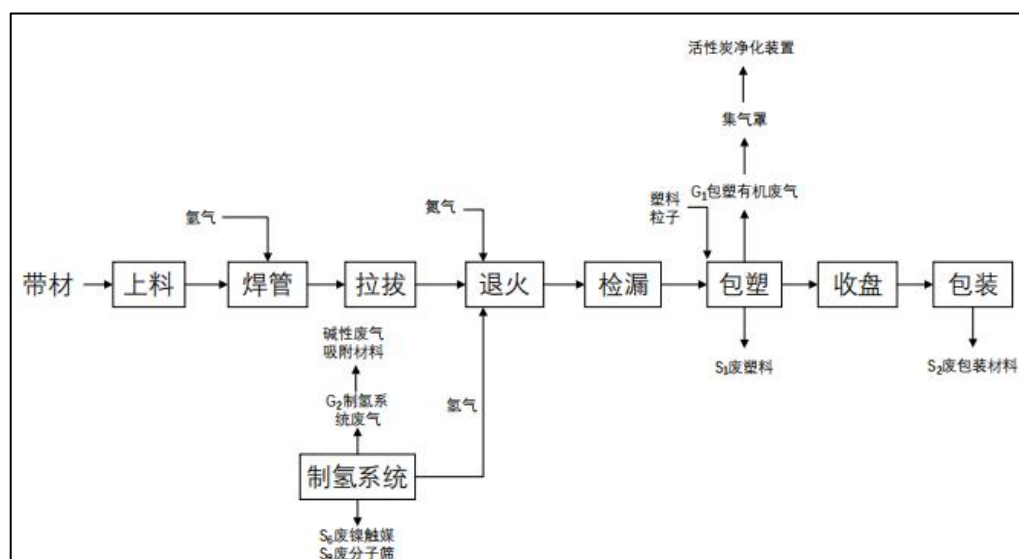 活性炭净化装置
集气罩
G₁包塑有机废气
塑料
粒子
氩气
氮气
带材
上料
焊管
拉拔
退火
检漏
包塑
收盘
包装
碱性废气
吸附材料
G₂制氢系
统废气
氢气
S₁废塑料
S₂废包装材料
制氢系统
S₆废镍触媒
S₈废分子筛